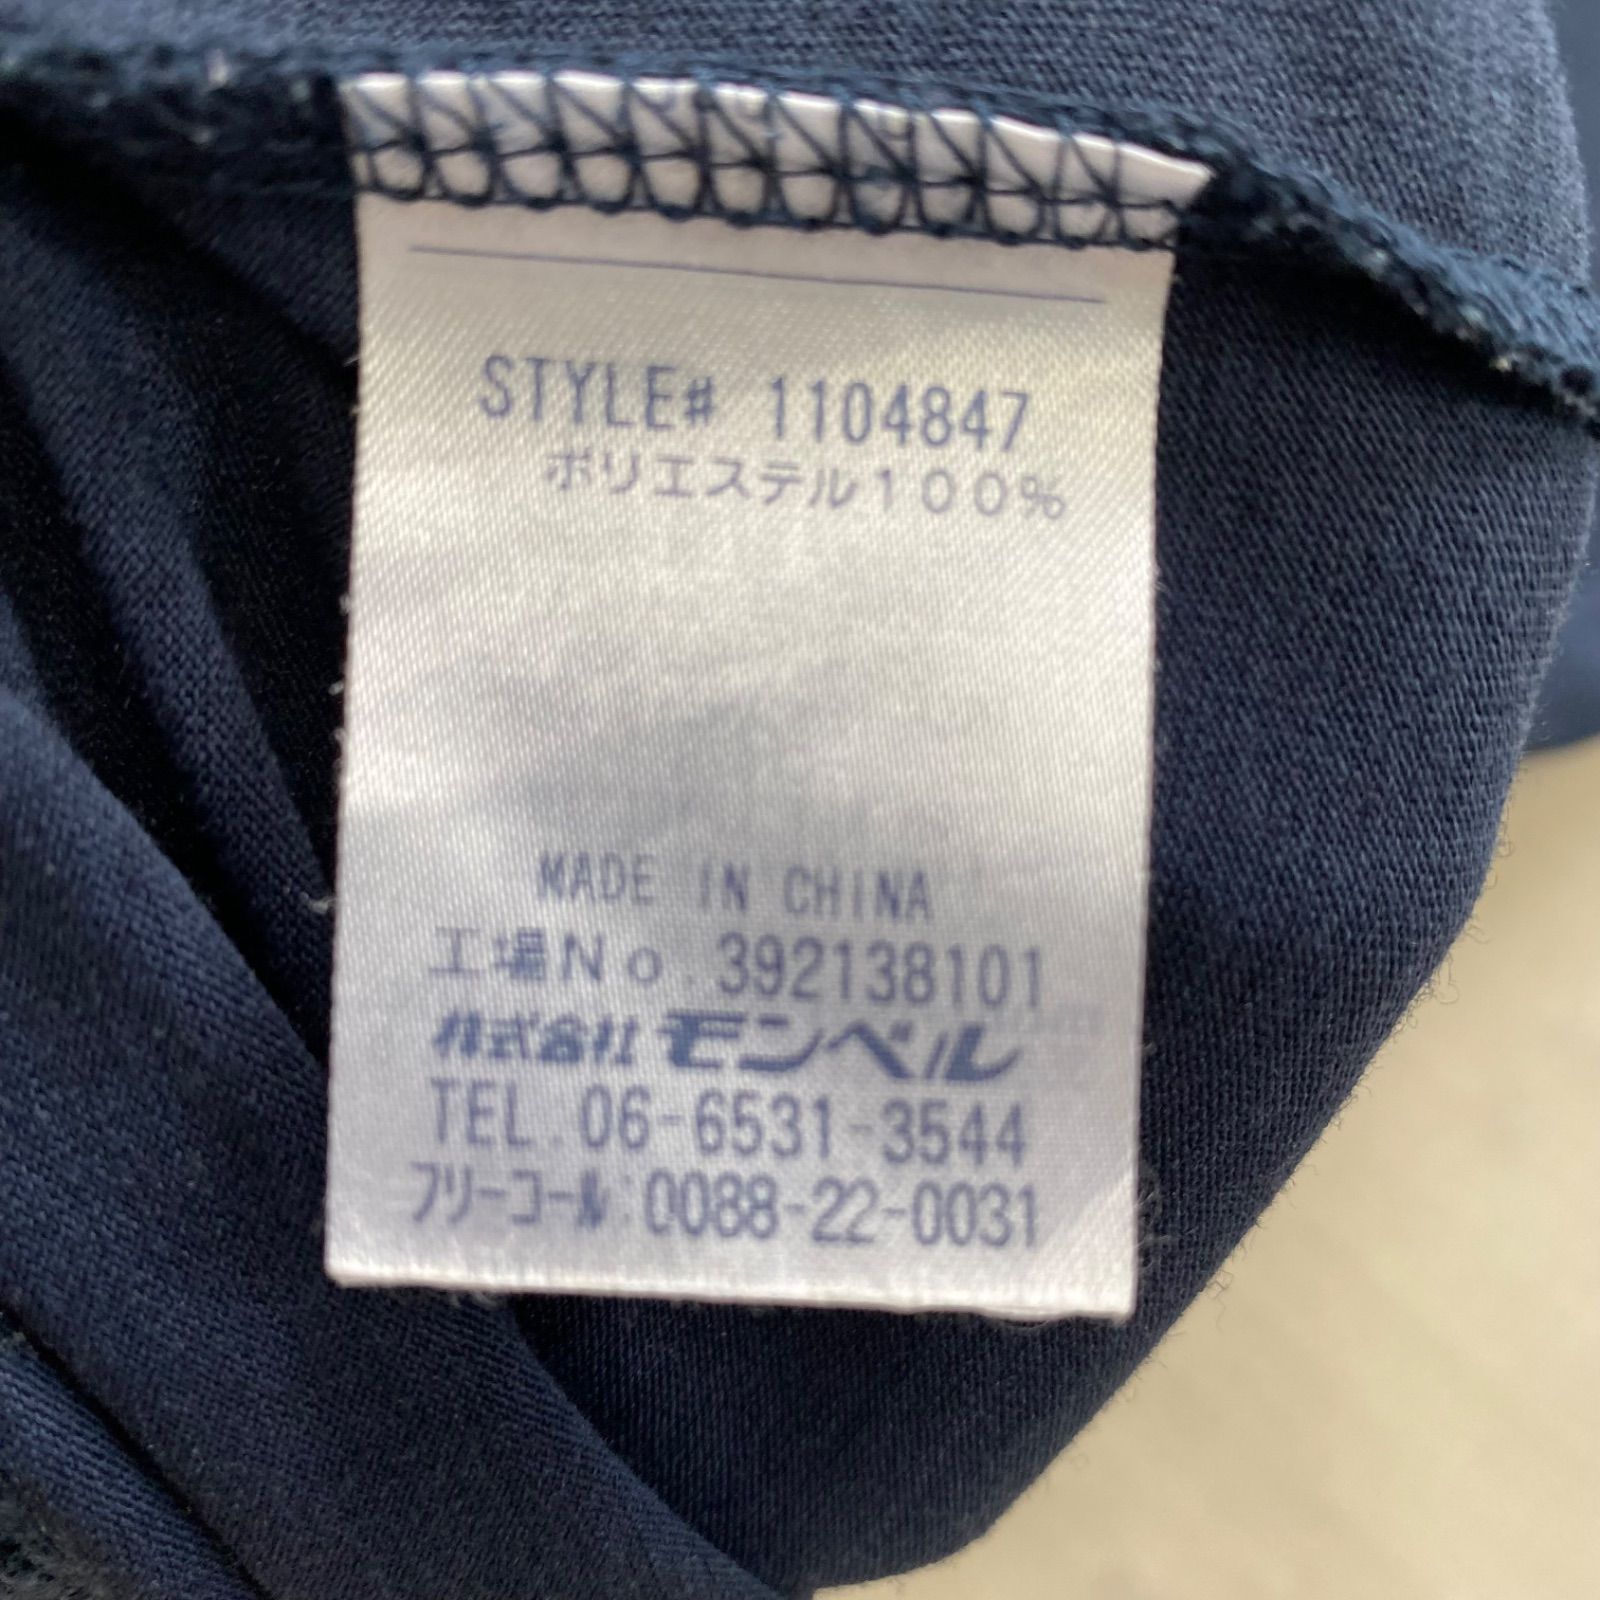 STYLE# 1104847
ポリエステル100%
MADE IN CHINA
工場No.392138101
株式会社モンベル
TEL.06-6531-3544
フリーコール:0088-22-0031